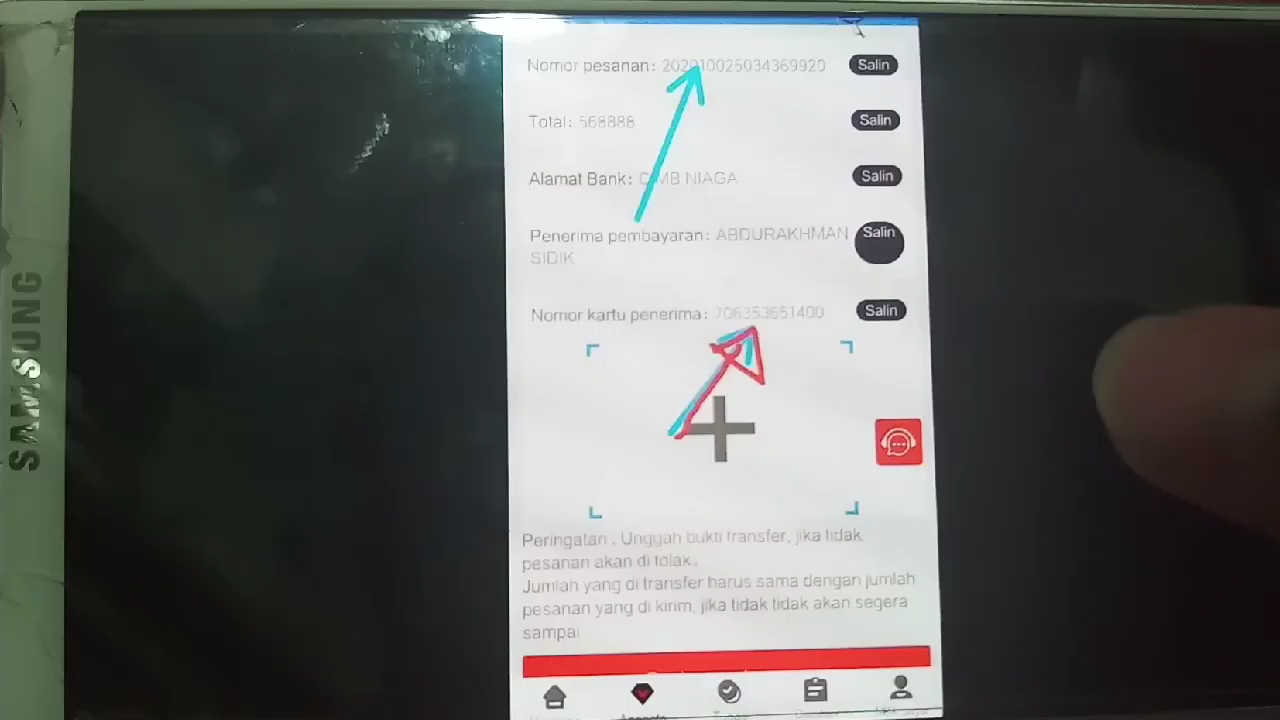 SAMSUNG
Nomor pesanan: 202010025034369920 Salin
Total: 568888 Salin
Alamat Bank: CIMB NIAGA Salin
Penerima pembayaran: ABDURAKHMAN Salin
SIDIK
Nomor kartu penerima: 706353651400 Salin
Peringatan . Unggah bukti transfer, jika tidak
pesanan akan di tolak.
Jumlah yang di transfer harus sama dengan jumlah
pesanan yang di kirim, jika tidak tidak akan segera
sampai